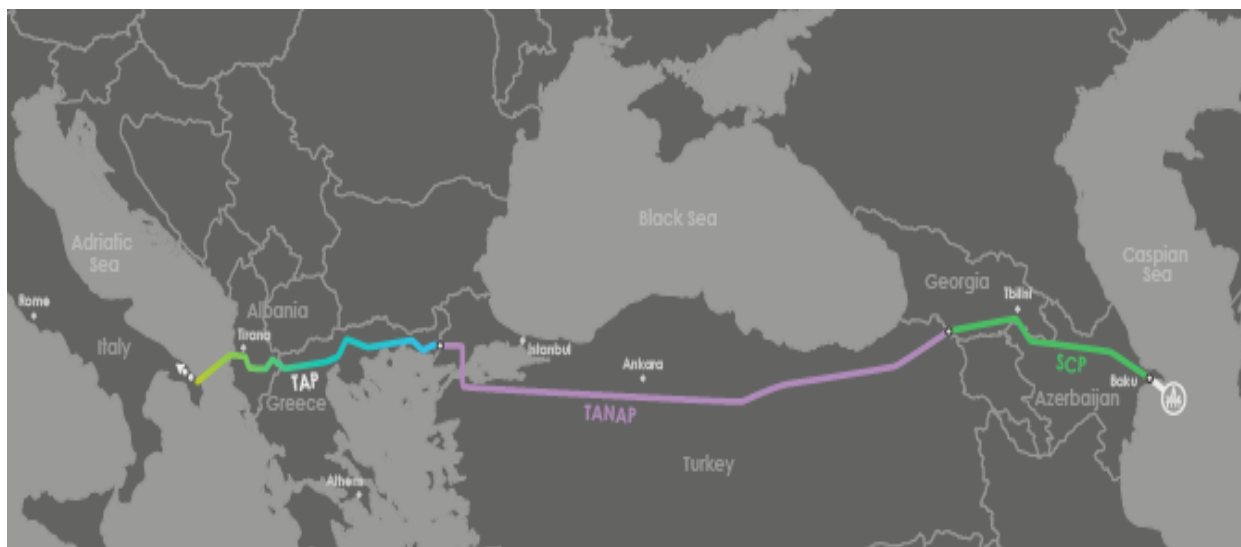 Black Sea
Adriatic
Sea
Caspian
Sea
Georgia
Tbilisi
Rome
Albania
Tirana
Italy
Istanbul
Ankara
TAP
SCP
Baku
Greece
TANAP
Azerbaijan
Turkey
Athens